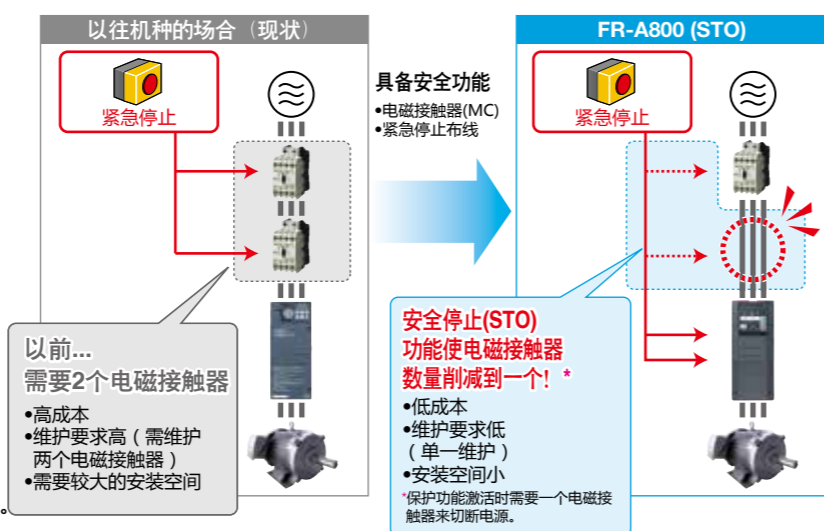 以往机种的场合（现状）
紧急停止
具备安全功能
•电磁接触器(MC)
•紧急停止布线
以前...
需要2个电磁接触器
•高成本
•维护要求高（需维护
两个电磁接触器）
•需要较大的安装空间
。
FR-A800 (STO)
紧急停止
安全停止(STO)
功能使电磁接触器
数量削减到一个! *
•低成本
•维护要求低
（单一维护）
•安装空间小
*保护功能激活时需要一个电磁接
触器来切断电源。